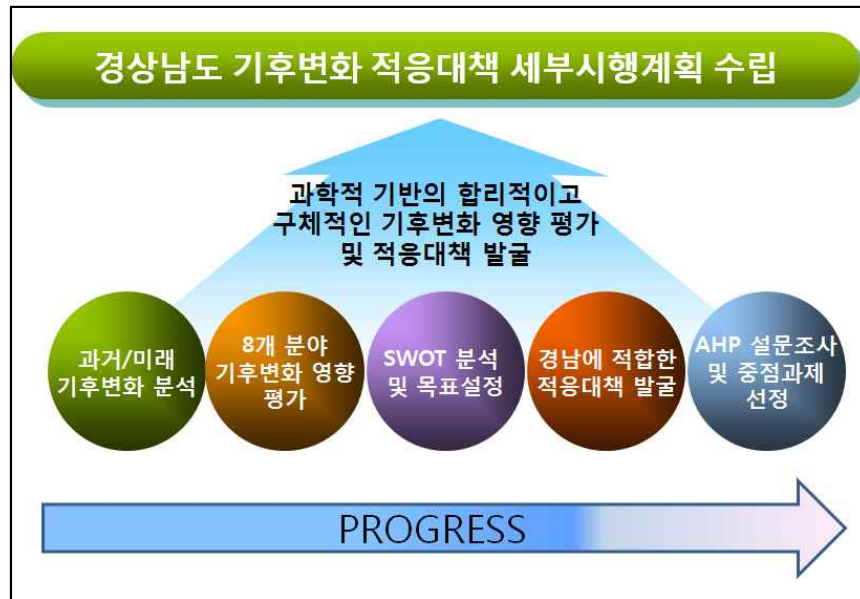 경상남도 기후변화 적응대책 세부시행계획 수립
과학적 기반의 합리적이고
구체적인 기후변화 영향 평가
및 적응대책 발굴
과거/미래
기후변화 분석
8개 분야
기후변화 영향
평가
SWOT 분석
및 목표설정
경남에 적합한
적응대책 발굴
AHP 설문조사
및 중점과제
선정
PROGRESS